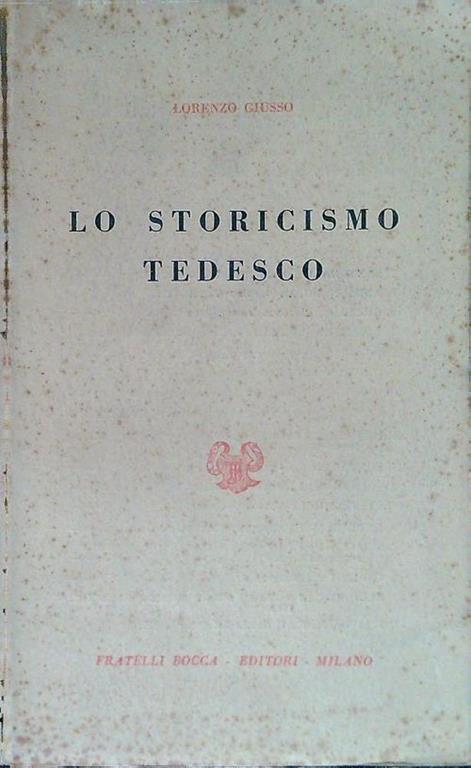 LORENZO GIUSSO
LO STORICISMO
TEDESCO
FRATELLI BOCCA - EDITORI - MILANO